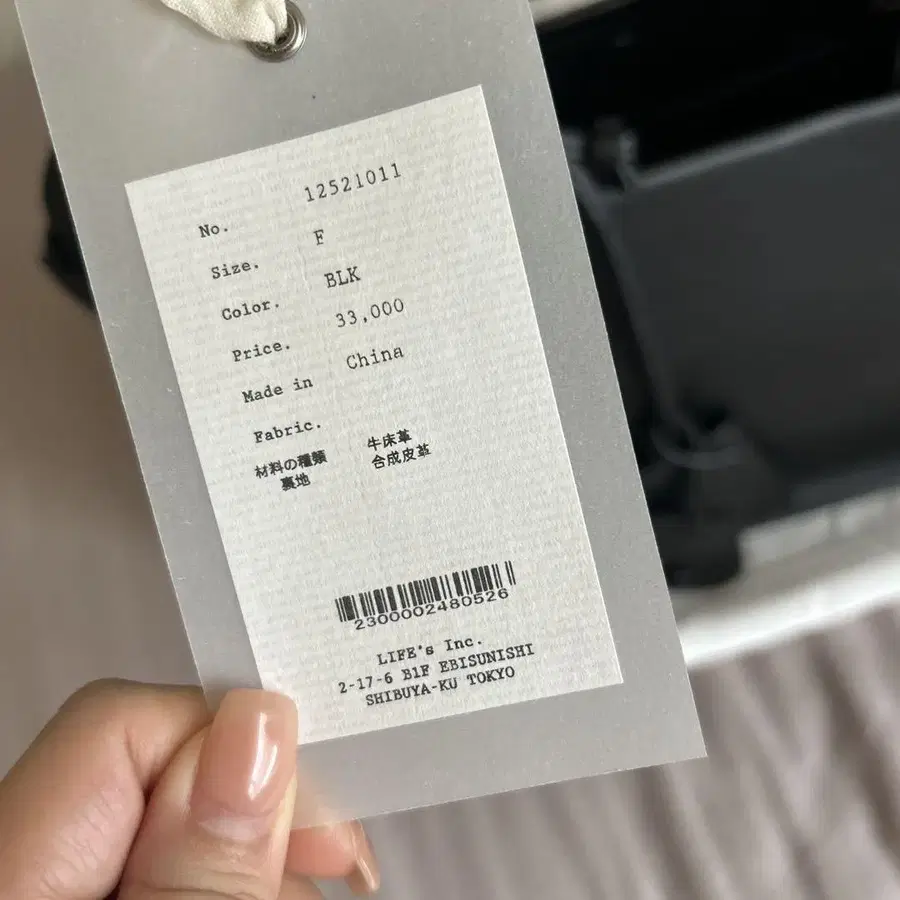 No. 12521011
Size. F
Color. BLK
Price. 33,000
Made in China
Fabric.
材料の種類 牛床革
裏地 合成皮革
2300002480526
LIFE's Inc.
2-17-6 B1F EBISUNISHI
SHIBUYA-KU TOKYO